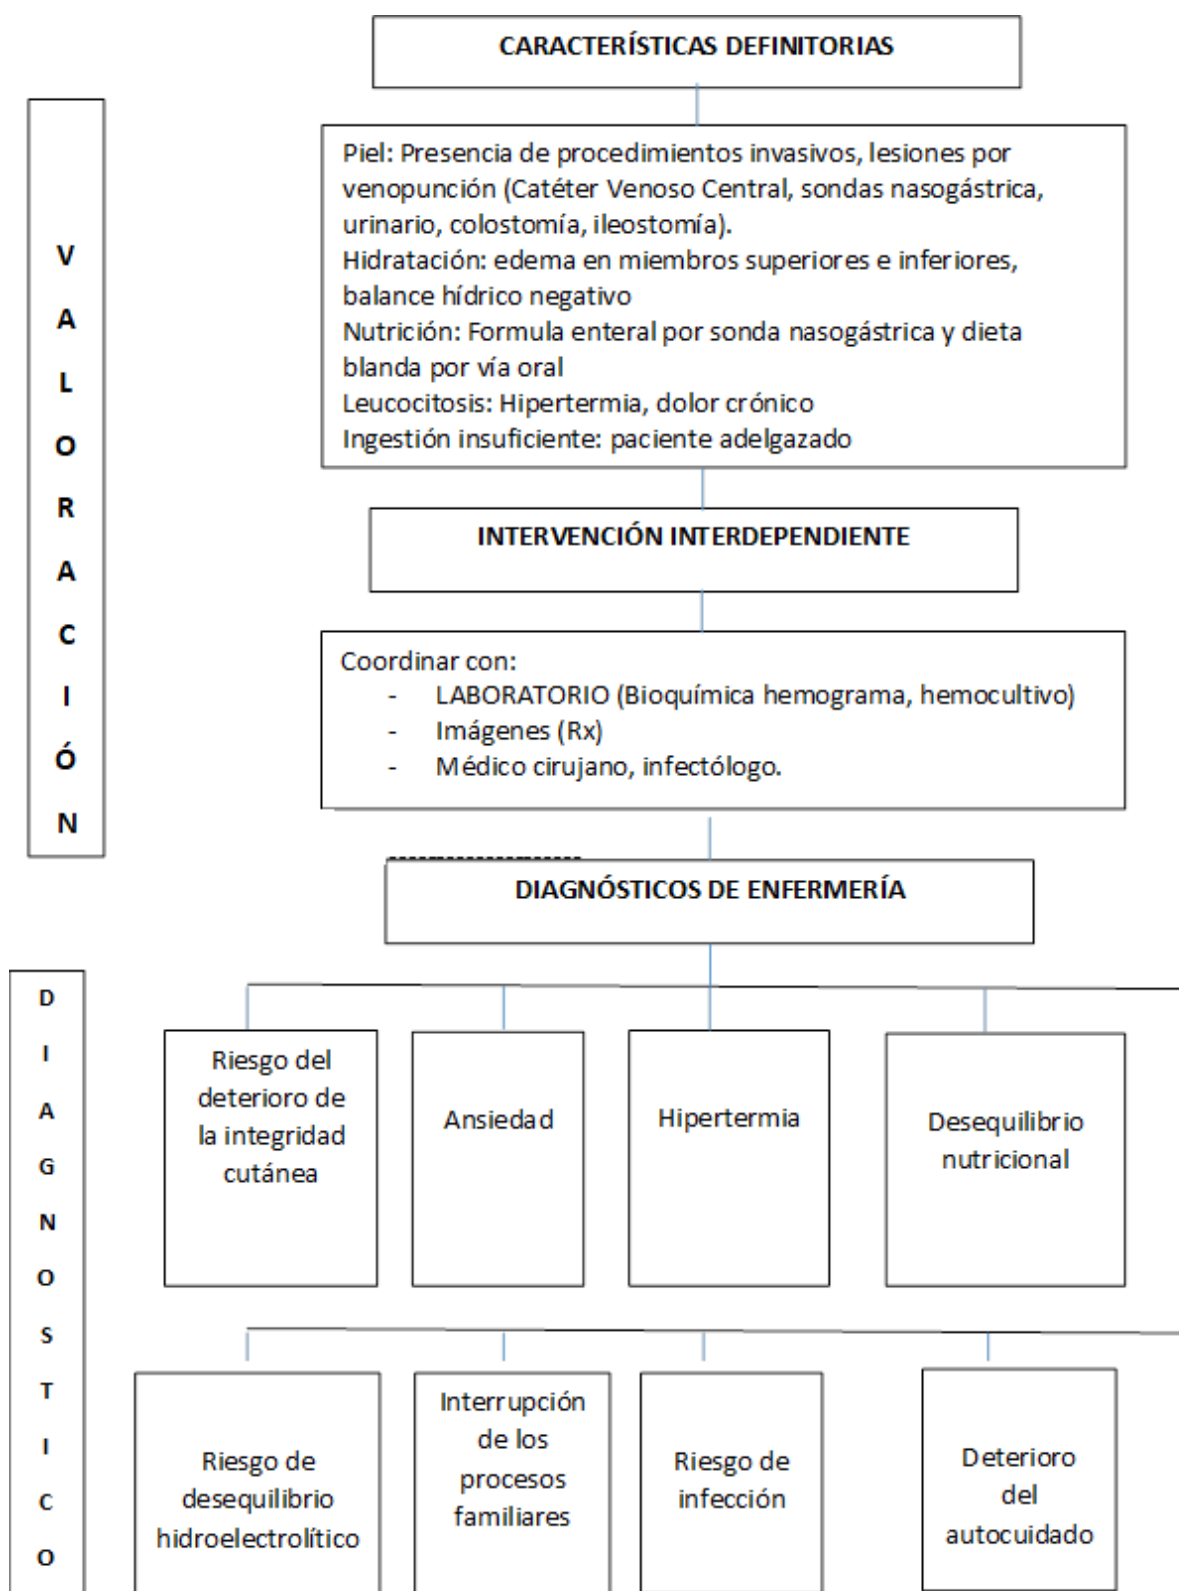 CARACTERÍSTICAS DEFINITORIAS
VALORACIÓN
Piel: Presencia de procedimientos invasivos, lesiones por
venopunción (Catéter Venoso Central, sondas nasogástrica,
urinario, colostomía, ileostomía).
Hidratación: edema en miembros superiores e inferiores,
balance hídrico negativo
Nutrición: Formula enteral por sonda nasogástrica y dieta
blanda por vía oral
Leucocitosis: Hipertermia, dolor crónico
Ingestión insuficiente: paciente adelgazado
INTERVENCIÓN INTERDEPENDIENTE
Coordinar con:
- LABORATORIO (Bioquímica hemograma, hemocultivo)
- Imágenes (Rx)
- Médico cirujano, infectólogo.
DIAGNÓSTICOS DE ENFERMERÍA
DIAGNOSTICO
Riesgo del
deterioro de
la integridad
cutánea
Ansiedad
Hipertermia
Desequilibrio
nutricional
Riesgo de
desequilibrio
hidroelectrolítico
Interrupción
de los
procesos
familiares
Riesgo de
infección
Deterioro
del
autocuidado